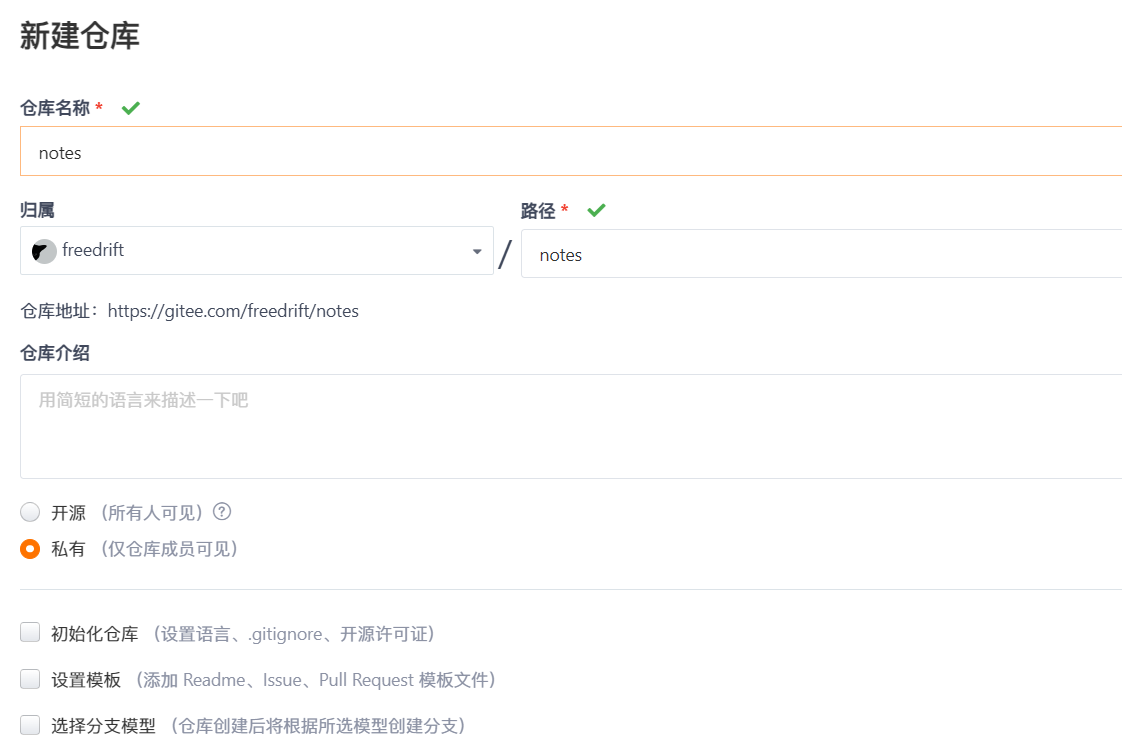 新建仓库
仓库名称 *
notes
归属
路径 *
freedrift / notes
仓库地址：https://gitee.com/freedrift/notes
仓库介绍
用简短的语言来描述一下吧
开源 （所有人可见） ?
私有 （仅仓库成员可见）
初始化仓库 （设置语言、.gitignore、开源许可证）
设置模板 （添加 Readme、Issue、Pull Request 模板文件）
选择分支模型 （仓库创建后将根据所选模型创建分支）